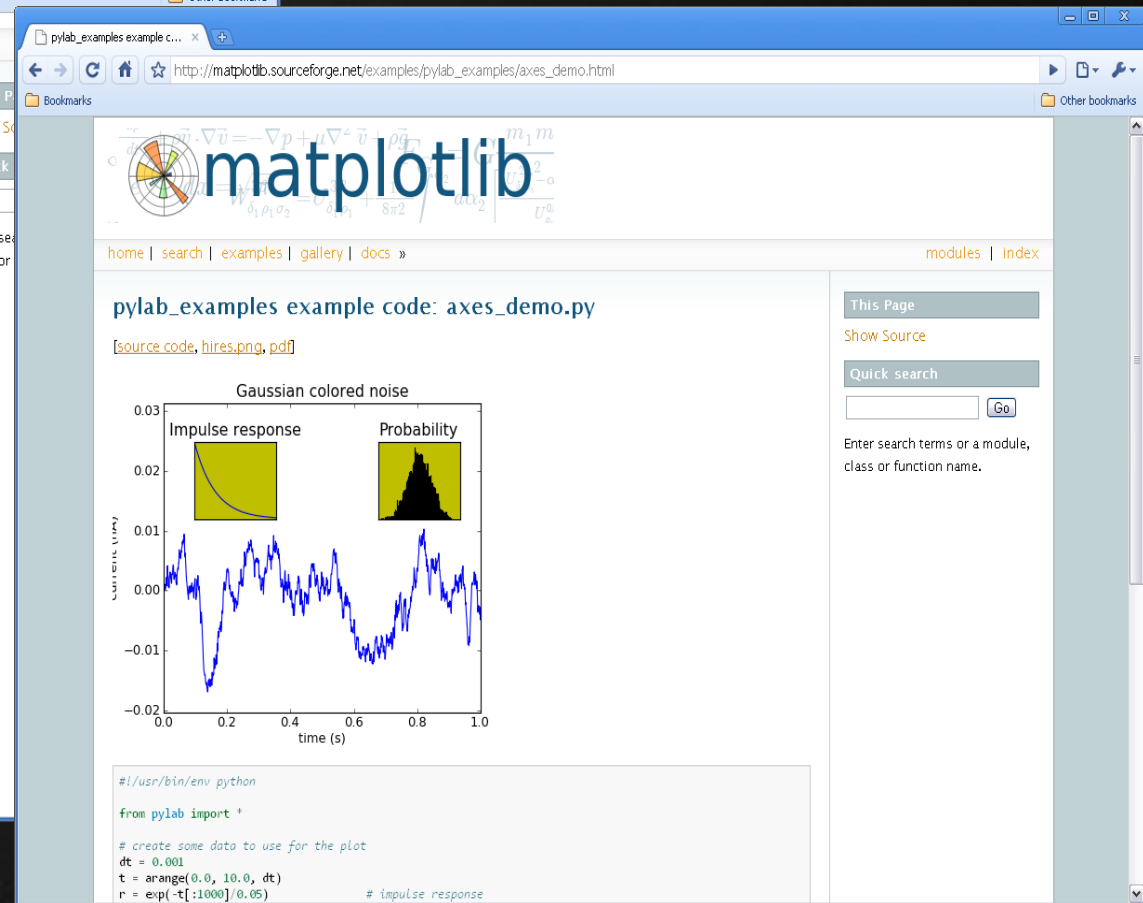 Other bookmarks
pylab_examples example c...
http://matplotlib.sourceforge.net/examples/pylab_examples/axes_demo.html
Bookmarks
Other bookmarks
matplotlib
home | search | examples | gallery | docs »
modules | index
pylab_examples example code: axes_demo.py
[source code, hires.png, pdf]
Gaussian colored noise
Impulse response
Probability
0.03
0.02
0.01
0.00
−0.01
−0.02
0.0 0.2 0.4 0.6 0.8 1.0
time (s)
#!/usr/bin/env python
from pylab import *
# create some data to use for the plot
dt = 0.001
t = arange(0.0, 10.0, dt)
r = exp(-t[:1000]/0.05) # impulse response
This Page
Show Source
Quick search
Go
Enter search terms or a module,
class or function name.